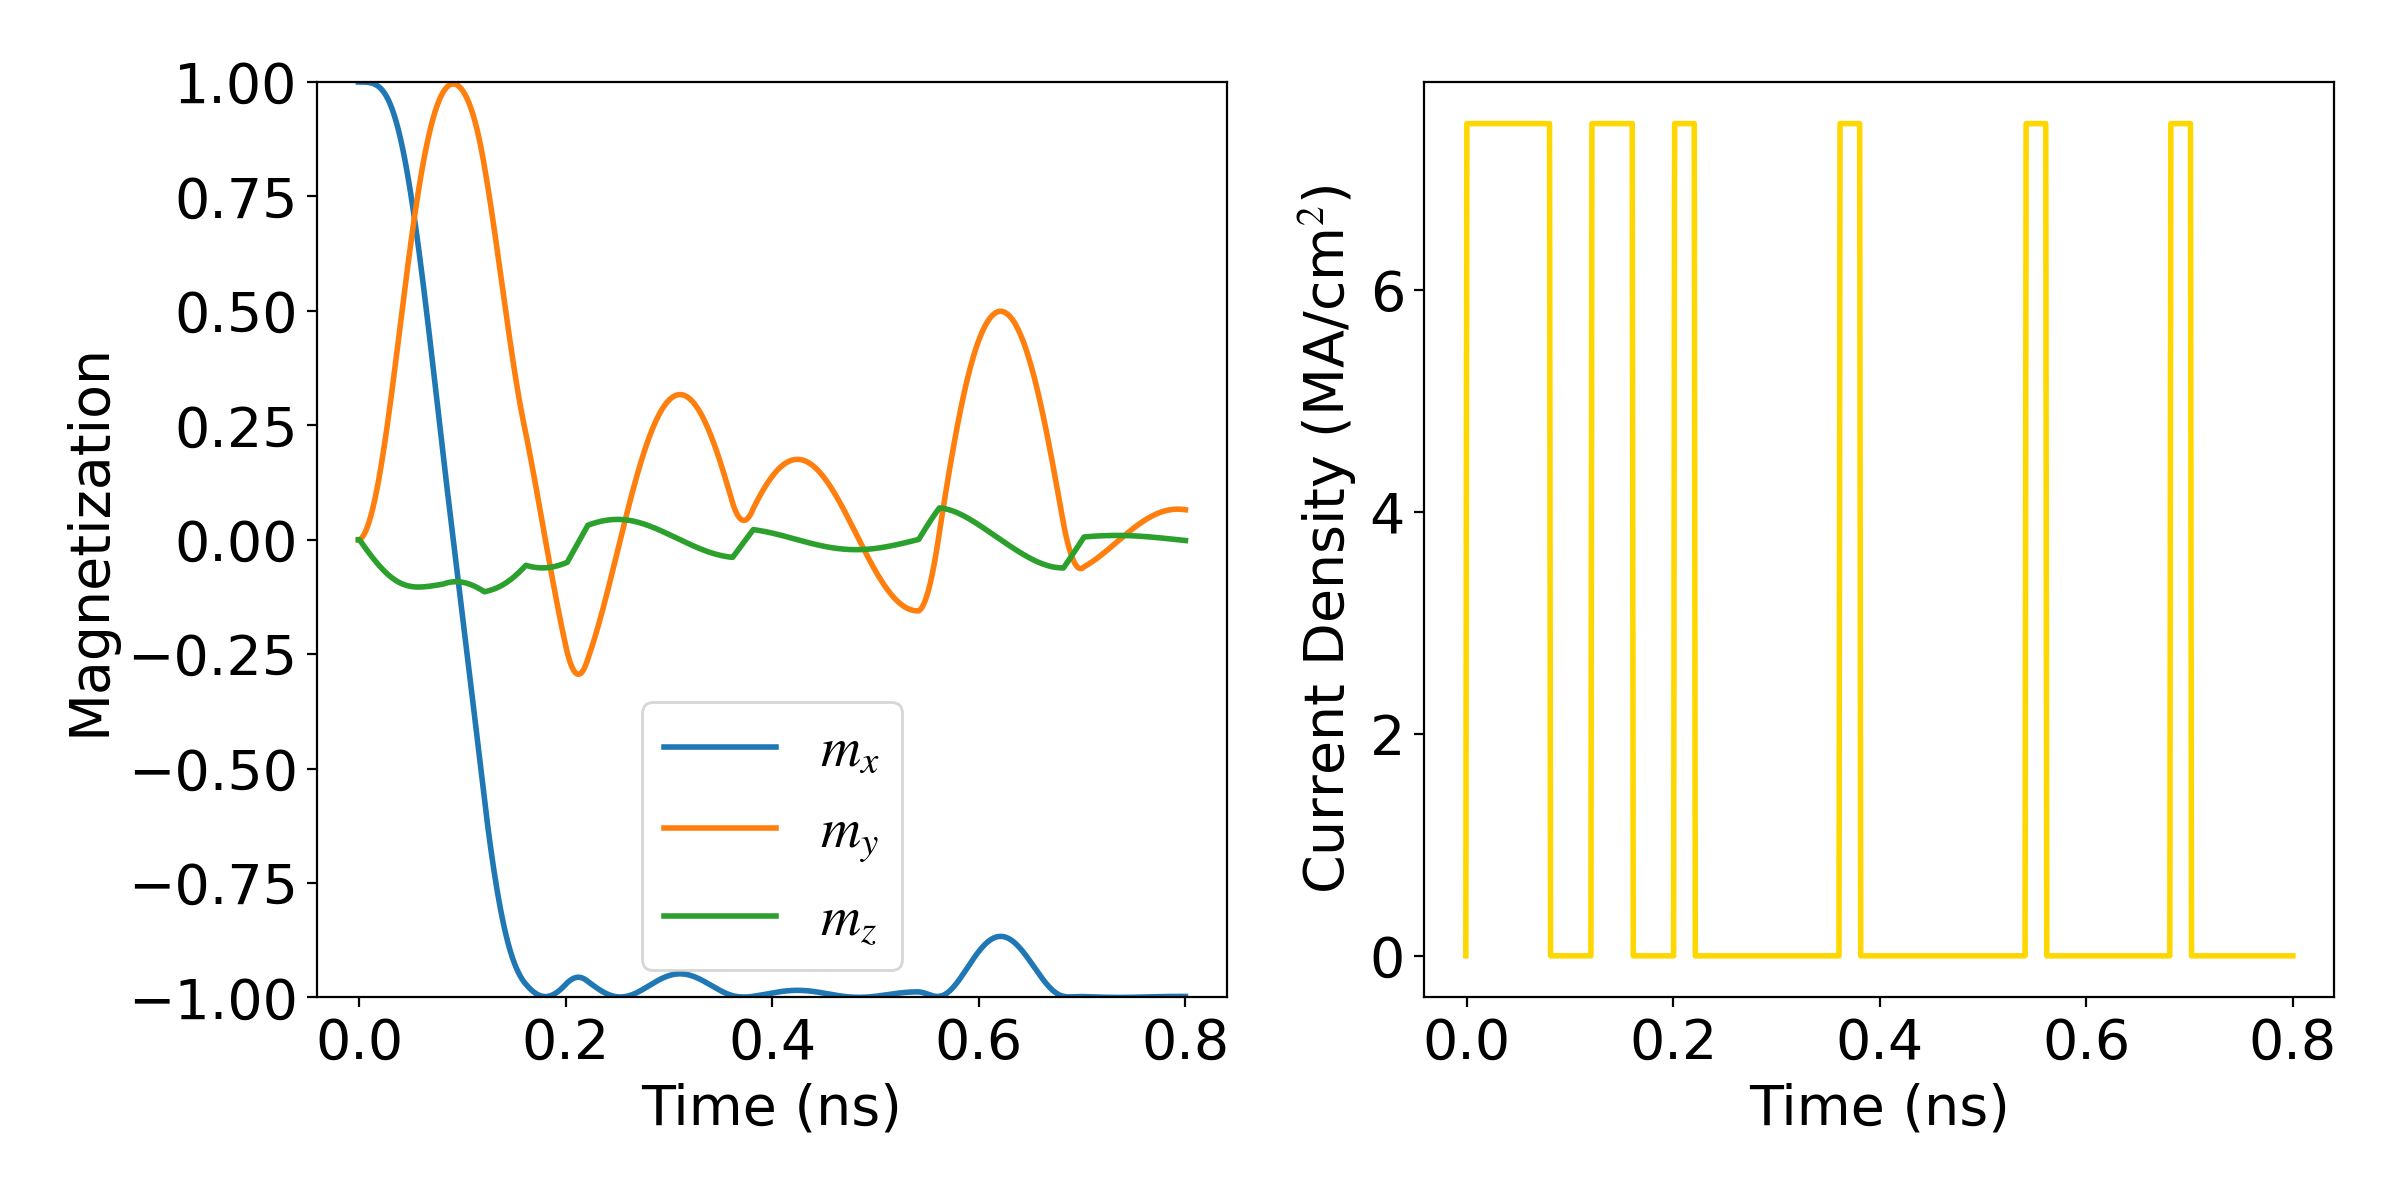 Magnetization
1.00
0.75
0.50
0.25
0.00
−0.25
−0.50
−0.75
−1.00
0.0 0.2 0.4 0.6 0.8
Time (ns)
m_x
m_y
m_z
Current Density (MA/cm²)
6
4
2
0
0.0 0.2 0.4 0.6 0.8
Time (ns)